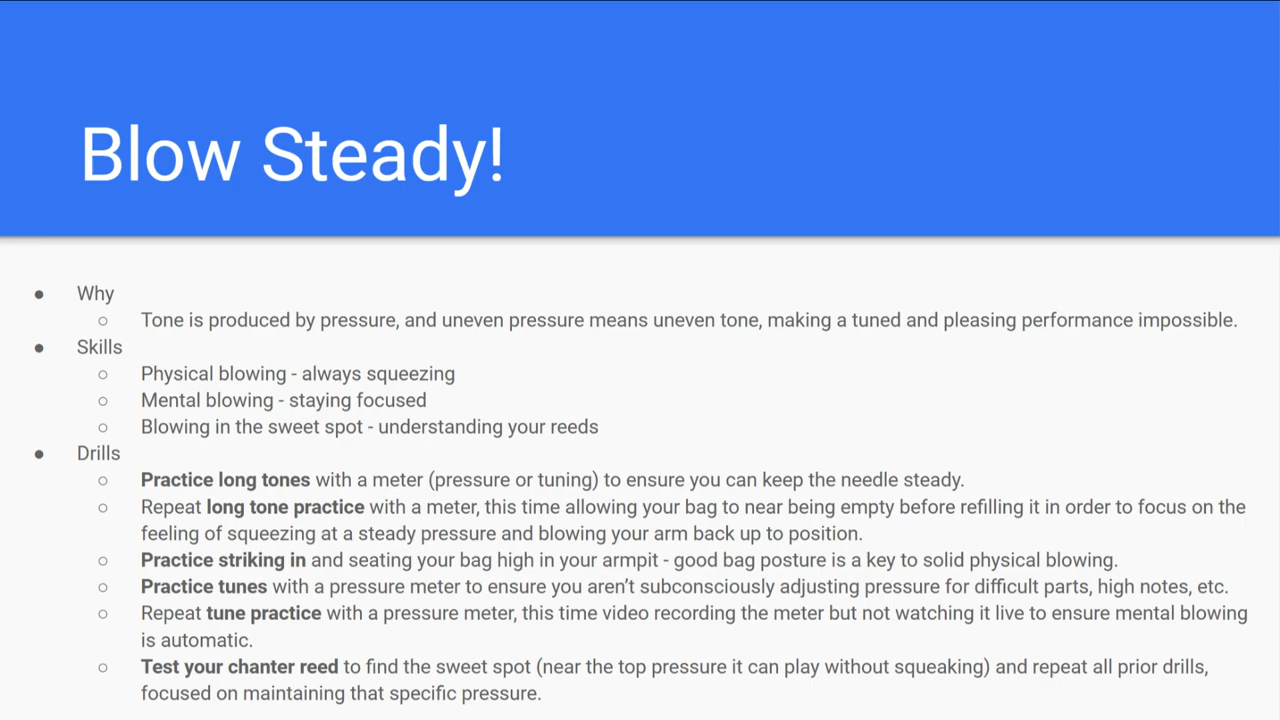 Blow Steady!
● Why
○ Tone is produced by pressure, and uneven pressure means uneven tone, making a tuned and pleasing performance impossible.
● Skills
○ Physical blowing - always squeezing
○ Mental blowing - staying focused
○ Blowing in the sweet spot - understanding your reeds
● Drills
○ Practice long tones with a meter (pressure or tuning) to ensure you can keep the needle steady.
○ Repeat long tone practice with a meter, this time allowing your bag to near being empty before refilling it in order to focus on the
feeling of squeezing at a steady pressure and blowing your arm back up to position.
○ Practice striking in and seating your bag high in your armpit - good bag posture is a key to solid physical blowing.
○ Practice tunes with a pressure meter to ensure you aren’t subconsciously adjusting pressure for difficult parts, high notes, etc.
○ Repeat tune practice with a pressure meter, this time video recording the meter but not watching it live to ensure mental blowing
is automatic.
○ Test your chanter reed to find the sweet spot (near the top pressure it can play without squeaking) and repeat all prior drills,
focused on maintaining that specific pressure.